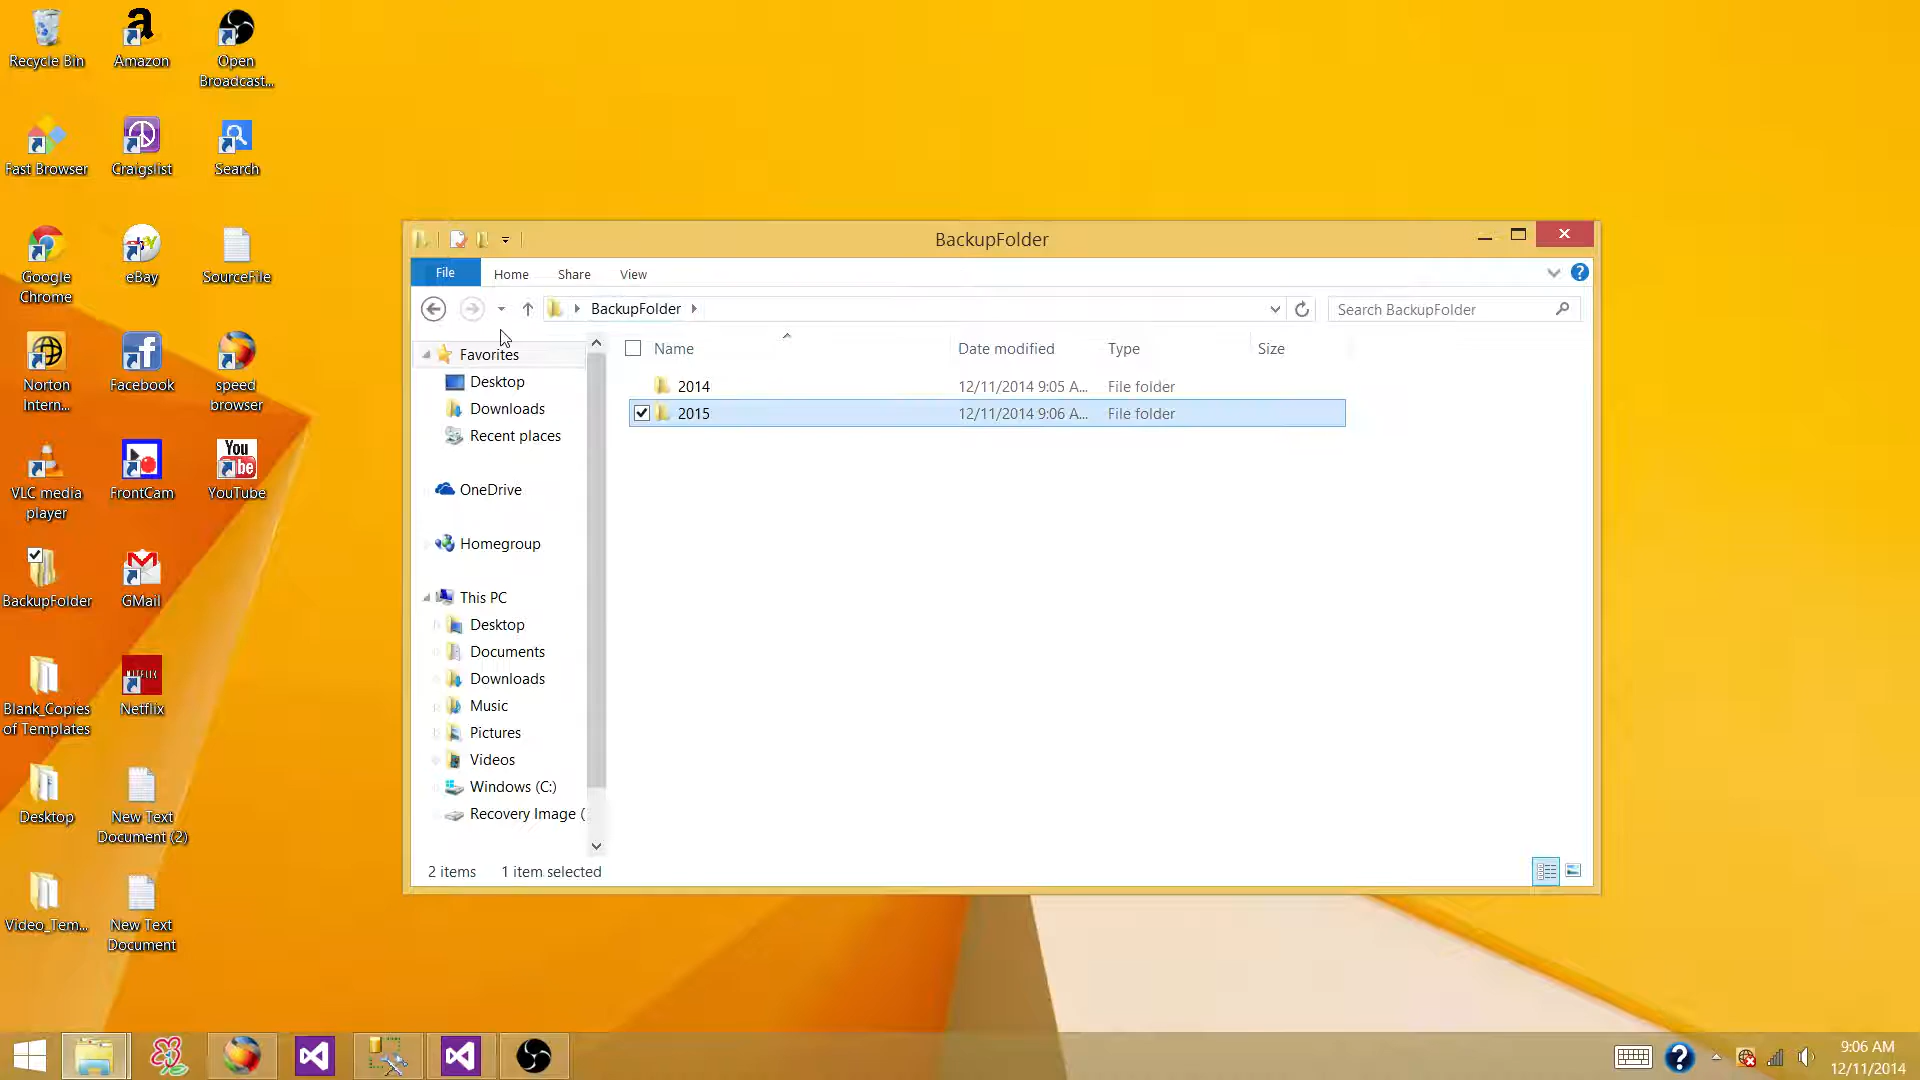 Recycle Bin
Amazon
Open
Broadcast...
Fast Browser
Craigslist
Search
Google
Chrome
eBay
SourceFile
Norton
Intern...
Facebook
speed
browser
VLC media
player
FrontCam
You
Tube
YouTube
BackupFolder
GMail
Blank_Copies
of Templates
NETFLIX
Netflix
Desktop
New Text
Document (2)
Video_Tem...
New Text
Document
BackupFolder
File
Home
Share
View
BackupFolder
Search BackupFolder
Favorites
Desktop
Downloads
Recent places
OneDrive
Homegroup
This PC
Desktop
Documents
Downloads
Music
Pictures
Videos
Windows (C:)
Recovery Image (
Name
Date modified
Type
Size
2014
12/11/2014 9:05 A...
File folder
2015
12/11/2014 9:06 A...
File folder
2 items
1 item selected
9:06 AM
12/11/2014